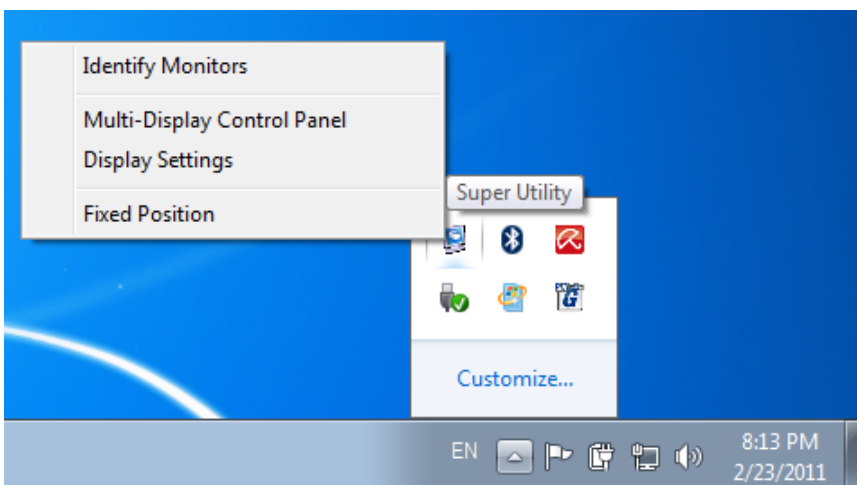 Identify Monitors
Multi-Display Control Panel
Display Settings
Fixed Position
Super Utility
G
Customize...
EN
8:13 PM
2/23/2011